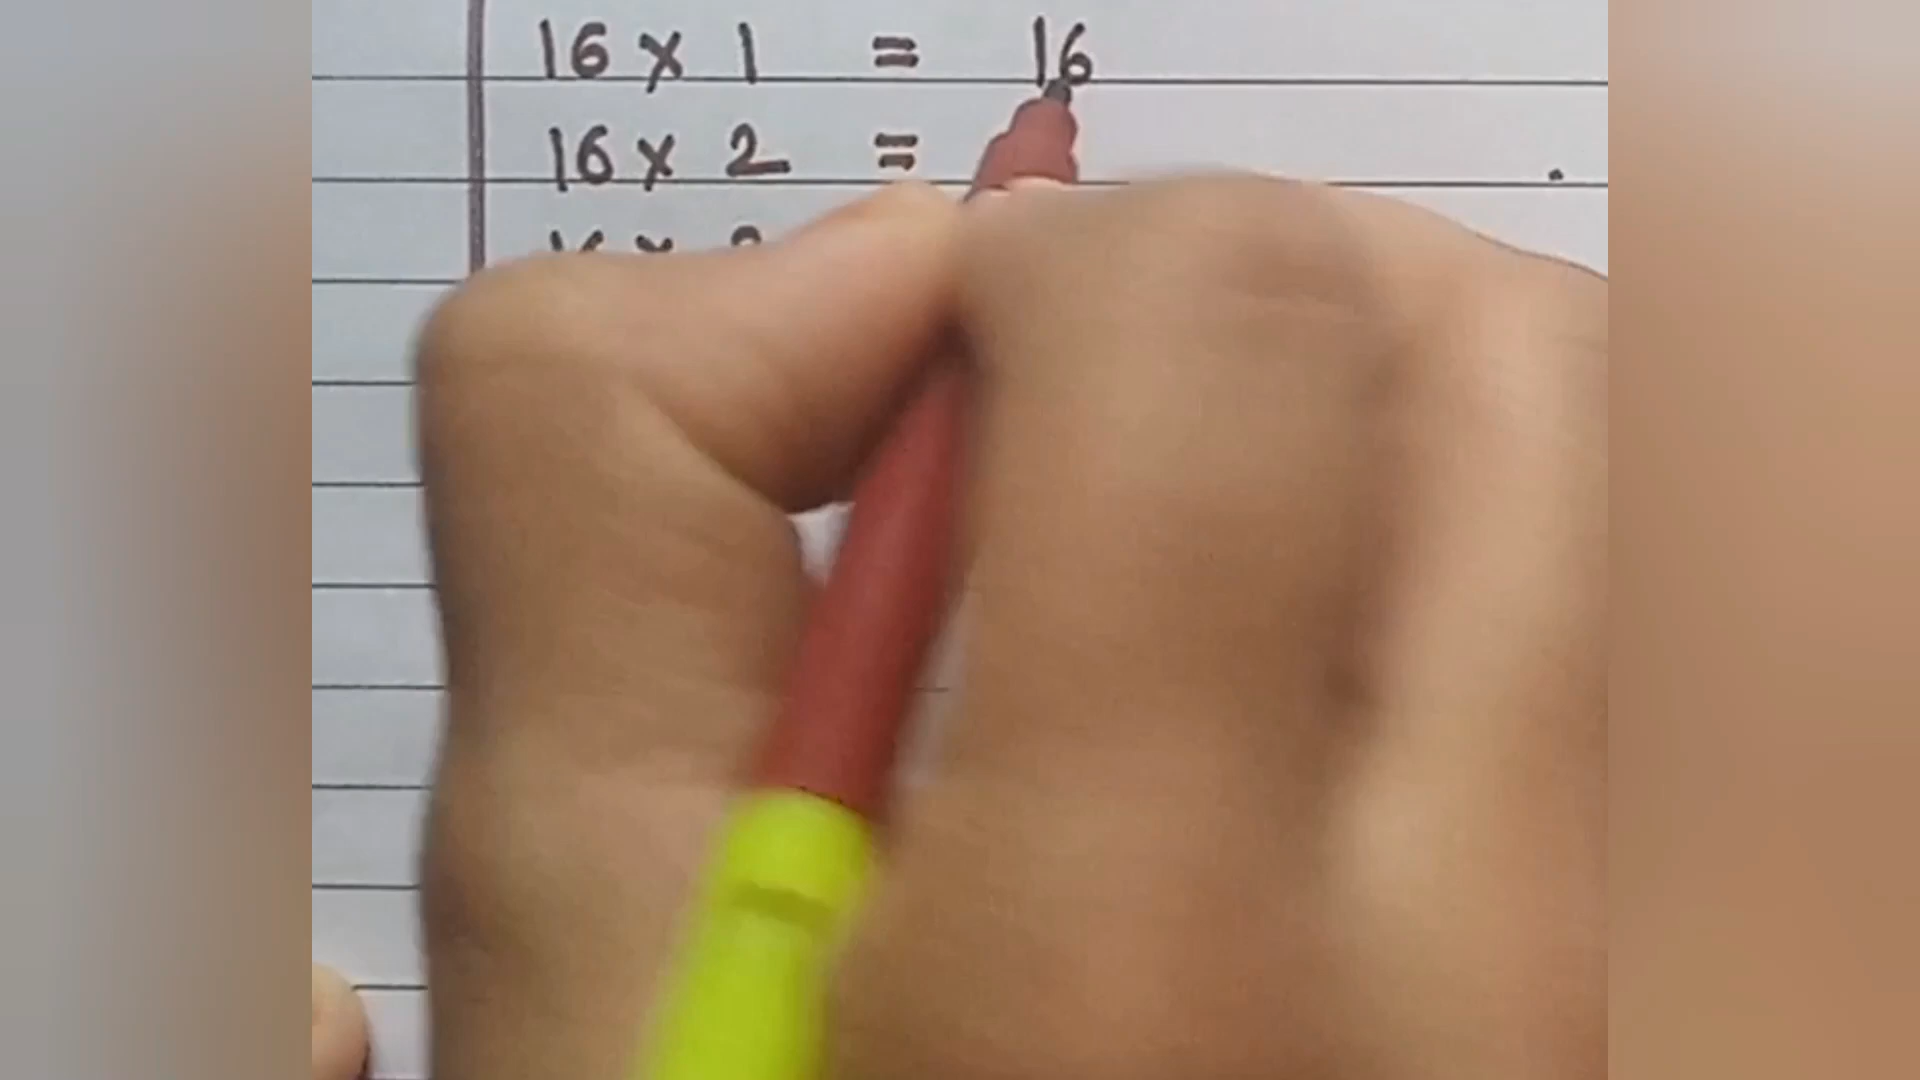 16 × 1 = 16
16 × 2 =